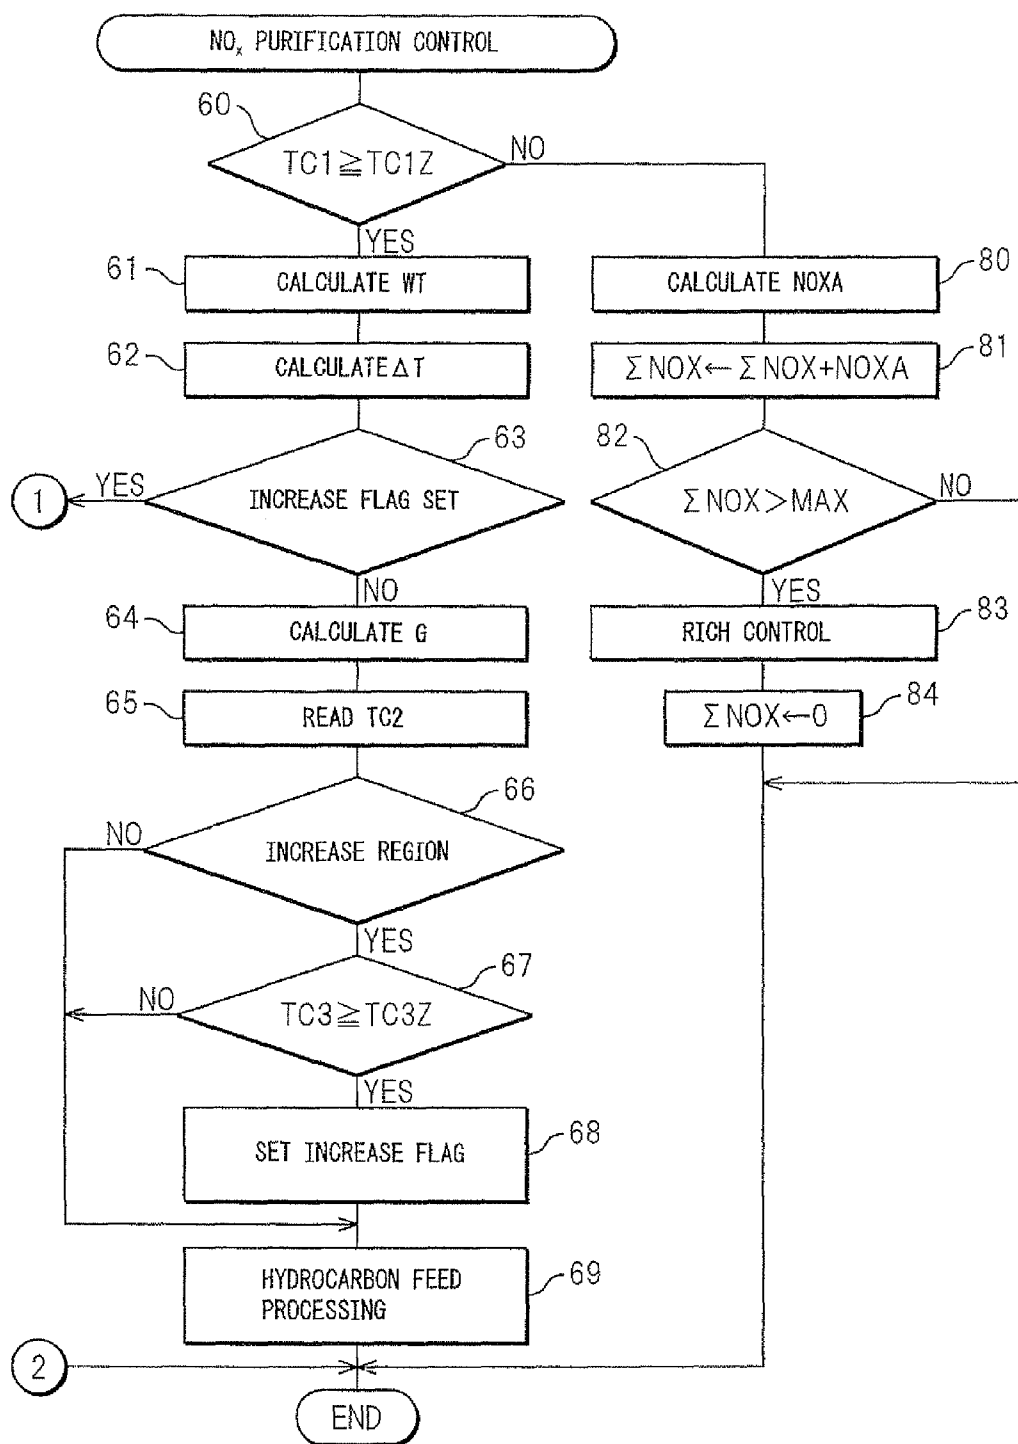 NOx PURIFICATION CONTROL
60
TC1≧TC1Z
NO
YES
61
CALCULATE WT
80
CALCULATE NOXA
62
CALCULATE ΔT
81
ΣNOX←ΣNOX+NOXA
63
82
1
YES
INCREASE FLAG SET
ΣNOX>MAX
NO
NO
YES
64
CALCULATE G
83
RICH CONTROL
65
READ TC2
84
ΣNOX←0
66
NO
INCREASE REGION
YES
67
NO
TC3≧TC3Z
YES
68
SET INCREASE FLAG
69
HYDROCARBON FEED
PROCESSING
2
END